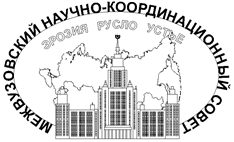 МЕЖВУЗОВСКИЙ НАУЧНО-КООРДИНАЦИОННЫЙ СОВЕТ
ЭРОЗИЯ РУСЛО УСТЬЕ